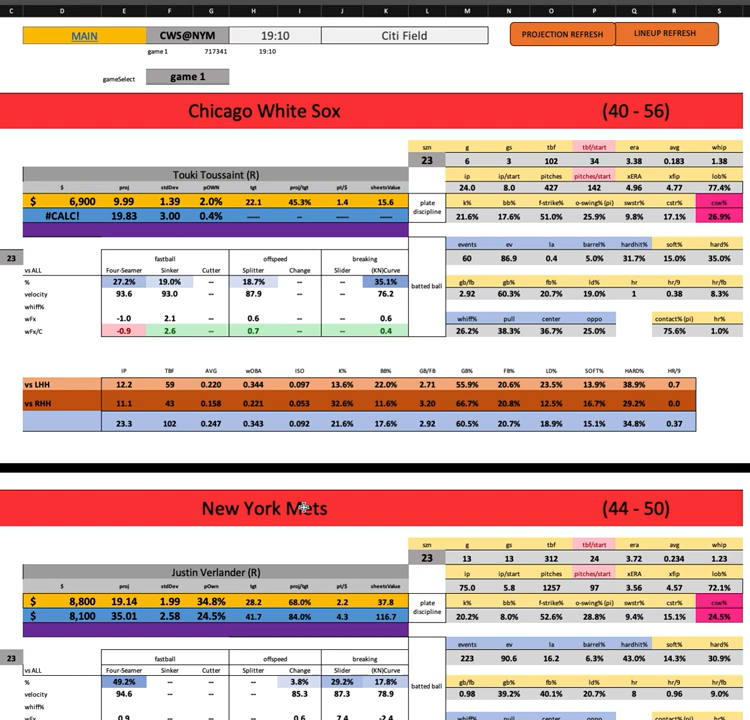 C D E F G H I J K L M N O P Q R S
MAIN CWS@NYM 19:10 Citi Field PROJECTION REFRESH LINEUP REFRESH
game 1 717341 19:10
gameSelect game 1
Chicago White Sox (40 - 56)
szn g gs tbf tbf/start era avg whip
23 6 3 102 34 3.38 0.183 1.38
Touki Toussaint (R) ip ip/start pitches pitches/start xERA xfip lob%
$ proj stdDev pOWN tgt proj/tgt pt/$ sheetsValue 24.0 8.0 427 142 4.96 4.77 77.4%
$ 6,900 9.99 1.39 2.0% 22.1 45.3% 1.4 15.6 plate discipline k% bb% f-strike% o-swing% (pi) swstr% cstr% csw%
#CALC! 19.83 3.00 0.4% ---- ---- -- ---- 21.6% 17.6% 51.0% 25.9% 9.8% 17.1% 26.9%
events ev la barrel% hardhit% soft% hard%
23 fastball offspeed breaking 60 86.9 0.4 5.0% 31.7% 15.0% 35.0%
vs ALL Four-Seamer Sinker Cutter Splitter Change Slider (KN)Curve
% 27.2% 19.0% -- 18.7% -- -- 35.1% batted ball gb/fb gb% fb% ld% hr hr/9 hr/fb
velocity 93.6 93.0 -- 87.9 -- -- 76.2 2.92 60.3% 20.7% 19.0% 1 0.38 8.3%
whiff%
wFx -1.0 2.1 0.6 0.6 whiff% pull center oppo contact% (pi) hr%
wFx/C -0.9 2.6 0.7 0.4 26.2% 38.3% 36.7% 25.0% 75.6% 1.0%
IP TBF AVG wOBA ISO K% BB% GB/FB GB% FB% LD% SOFT% HARD% HR/9
vs LHH 12.2 59 0.220 0.344 0.097 13.6% 22.0% 2.71 55.9% 20.6% 23.5% 13.9% 38.9% 0.7
vs RHH 11.1 43 0.158 0.221 0.053 32.6% 11.6% 3.20 66.7% 20.8% 12.5% 16.7% 29.2% 0.0
23.3 102 0.247 0.343 0.092 21.6% 17.6% 2.92 60.5% 20.7% 18.9% 15.1% 34.8% 0.37
New York Mets (44 - 50)
szn g gs tbf tbf/start era avg whip
23 13 13 312 24 3.72 0.234 1.23
Justin Verlander (R) ip ip/start pitches pitches/start xERA xfip lob%
$ proj stdDev pOwn tgt proj/tgt pt/$ sheetsValue 75.0 5.8 1257 97 3.56 4.57 72.1%
$ 8,800 19.14 1.99 34.8% 28.2 68.0% 2.2 37.8 plate discipline k% bb% f-strike% o-swing% (pi) swstr% cstr% csw%
$ 8,100 35.01 2.58 24.5% 41.7 84.0% 4.3 116.7 20.2% 8.0% 52.6% 28.8% 9.4% 15.1% 24.5%
events ev la barrel% hardhit% soft% hard%
23 fastball offspeed breaking 223 90.6 16.2 6.3% 43.0% 14.3% 30.9%
vs ALL Four-Seamer Sinker Cutter Splitter Change Slider (KN)Curve
% 49.2% -- -- -- 3.8% 29.2% 17.8% batted ball gb/fb gb% fb% ld% hr hr/9 hr/fb
velocity 94.6 -- -- -- 85.3 87.3 78.9 0.98 39.2% 40.1% 20.7% 8 0.96 9.0%
whiff%
wFx 0.9 0.6 7.4 -2.4 whiff% pull center oppo contact% (pi) hr%